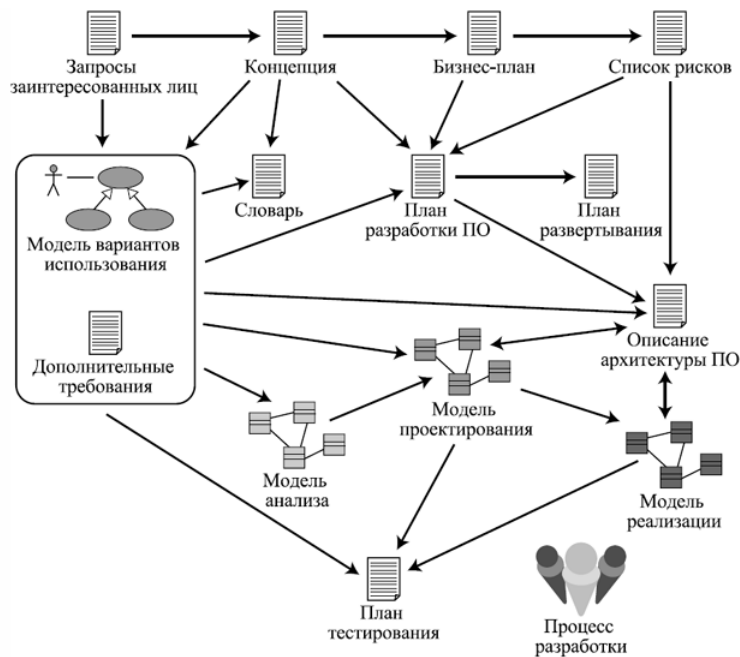 Запросы
заинтересованных лиц
Концепция
Бизнес-план
Список рисков
Модель вариантов
использования
Словарь
План
разработки ПО
План
развертывания
Дополнительные
требования
Описание
архитектуры ПО
Модель
проектирования
Модель
анализа
Модель
реализации
План
тестирования
Процесс
разработки